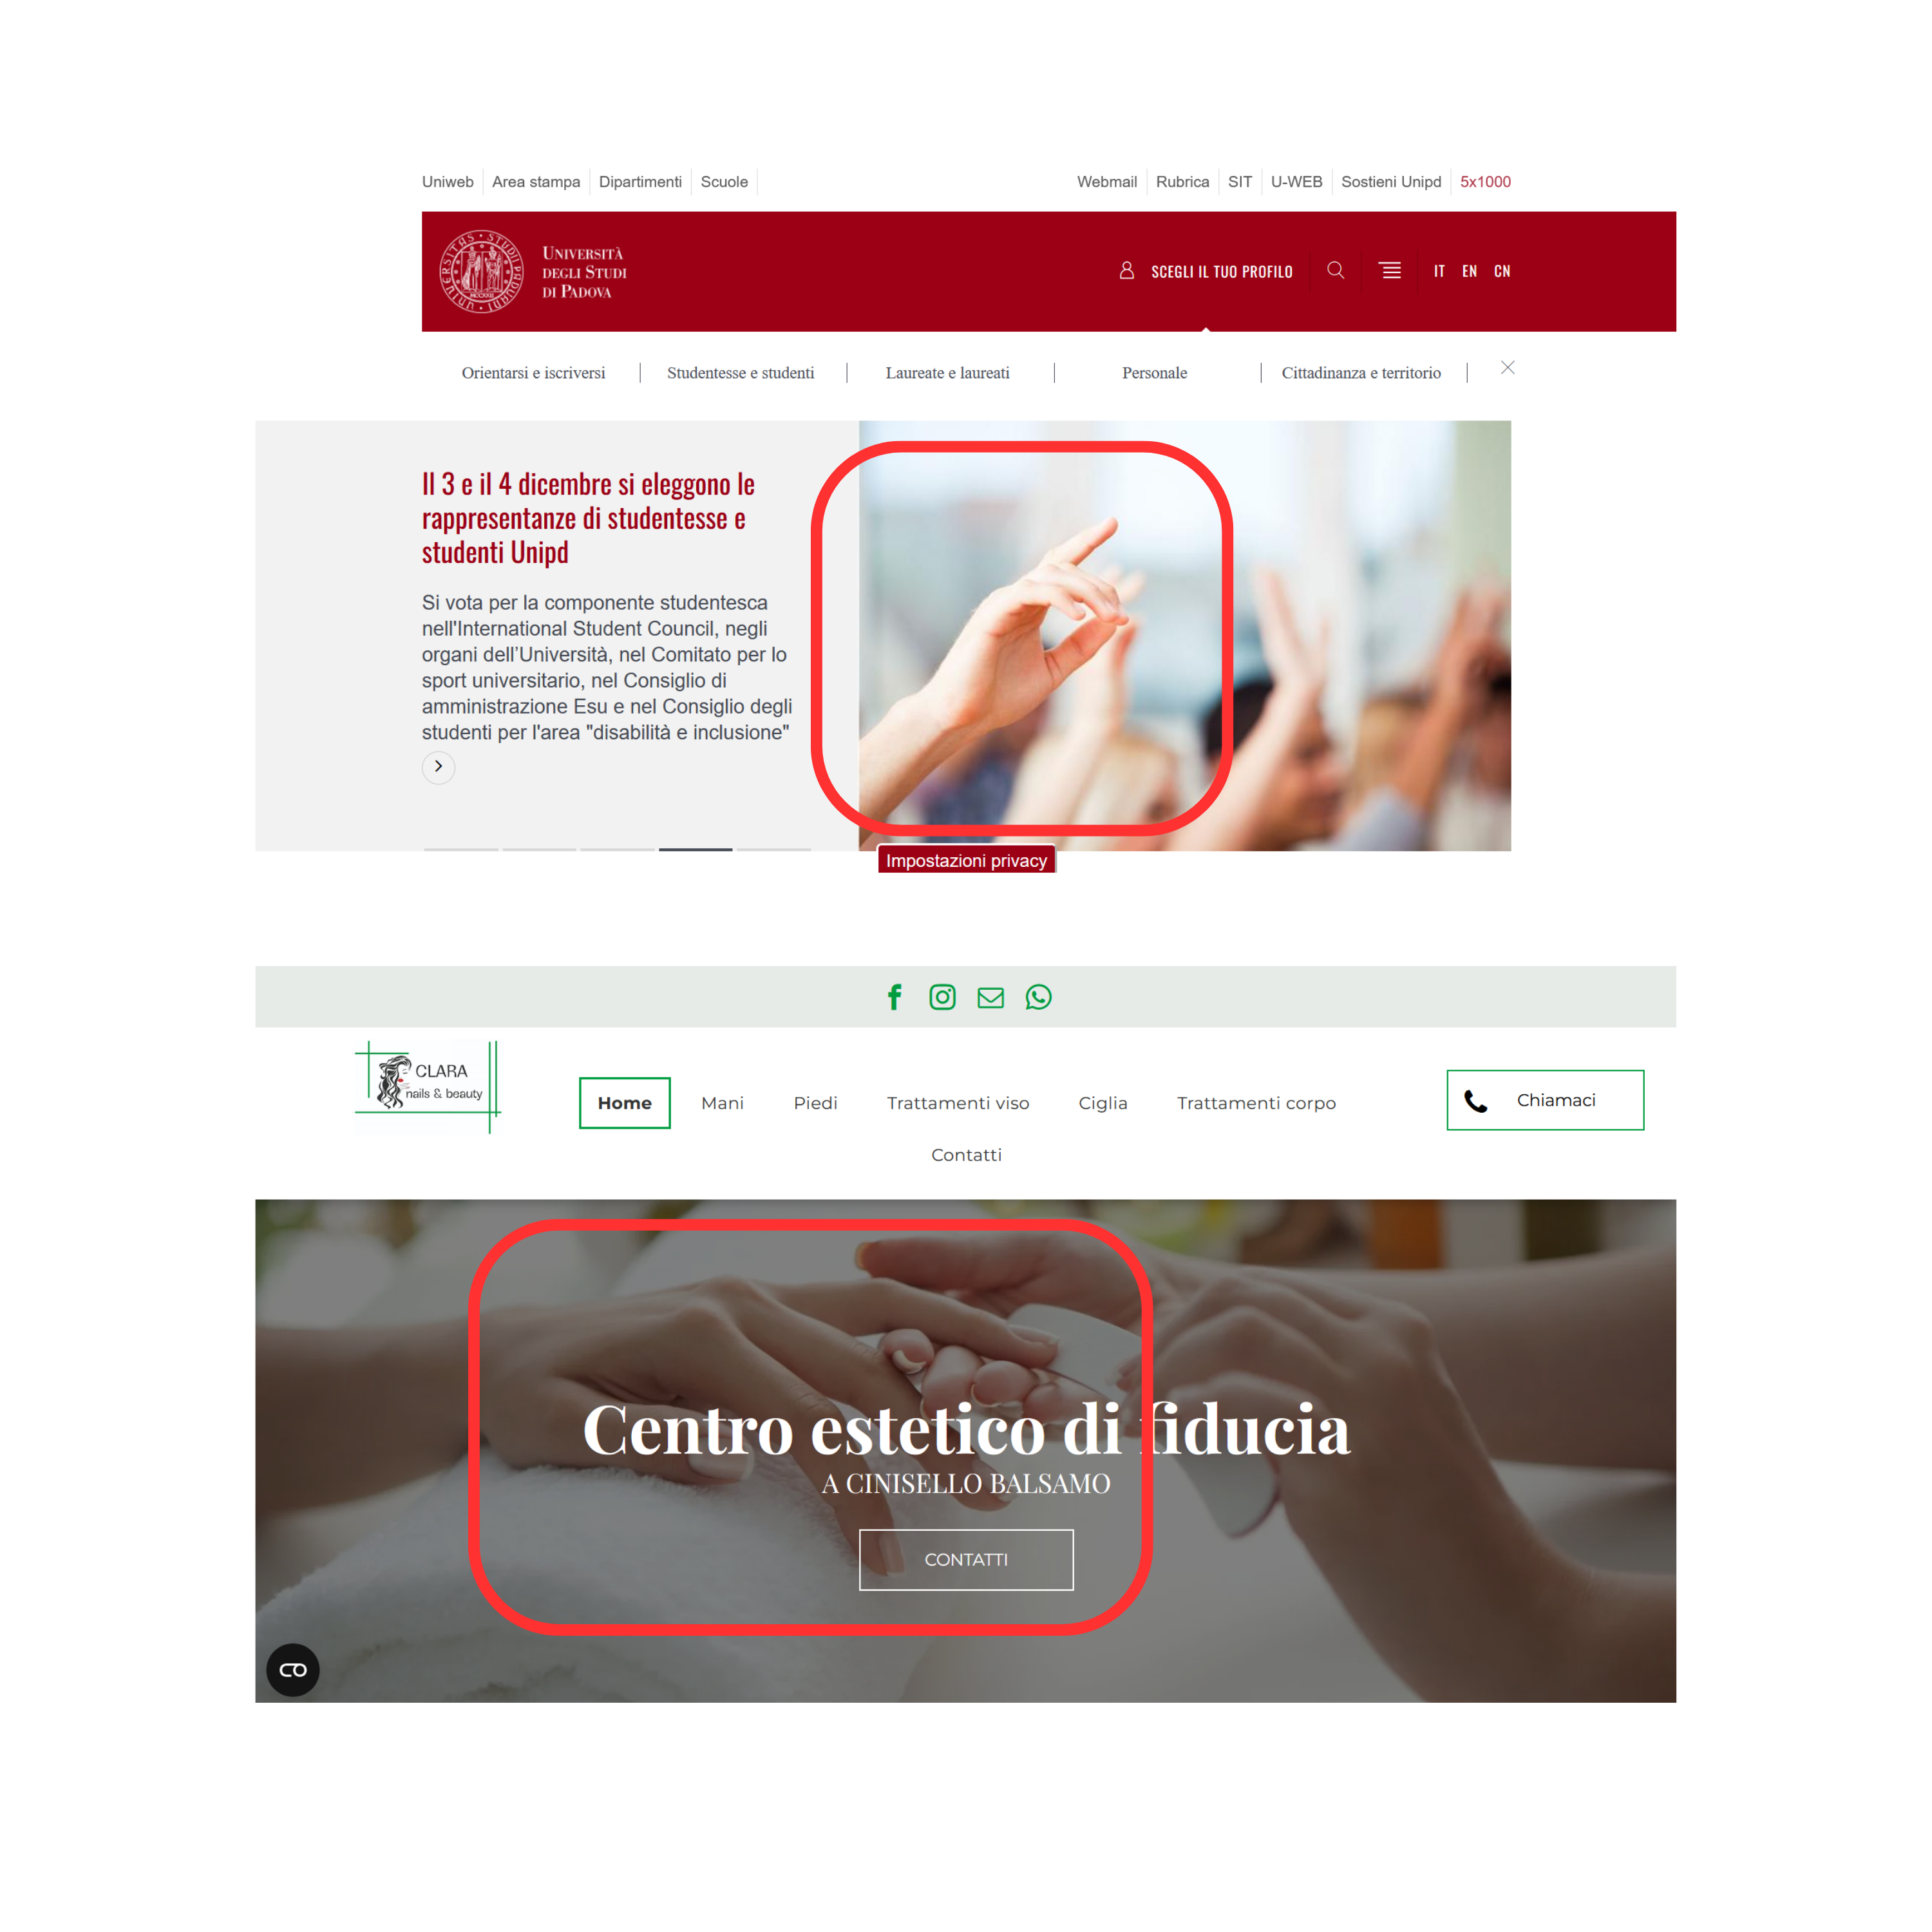 Uniweb Area stampa Dipartimenti Scuole Webmail Rubrica SIT U-WEB Sostieni Unipd 5x1000
UNIVERSITÀ
DEGLI STUDI
DI PADOVA
SCEGLI IL TUO PROFILO IT EN CN
Orientarsi e iscriversi Studentesse e studenti Laureate e laureati Personale Cittadinanza e territorio
Il 3 e il 4 dicembre si eleggono le
rappresentanze di studentesse e
studenti Unipd
Si vota per la componente studentesca
nell'International Student Council, negli
organi dell'Università, nel Comitato per lo
sport universitario, nel Consiglio di
amministrazione Esu e nel Consiglio degli
studenti per l'area "disabilità e inclusione"
Impostazioni privacy
CLARA
nails & beauty
Home Mani Piedi Trattamenti viso Ciglia Trattamenti corpo
Contatti
Chiamaci
Centro estetico di fiducia
A CINISELLO BALSAMO
CONTATTI